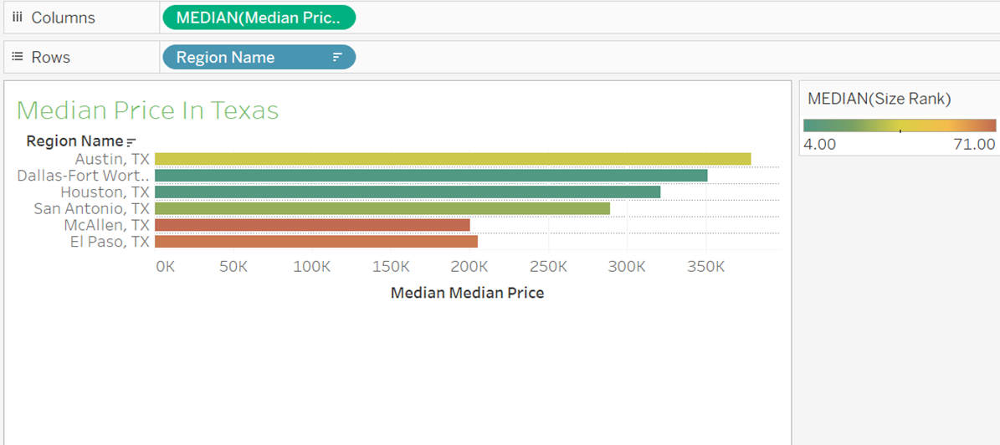 Columns MEDIAN(Median Pric..
Rows Region Name
Median Price In Texas
MEDIAN(Size Rank)
4.00 71.00
Region Name
Austin, TX
Dallas-Fort Wort..
Houston, TX
San Antonio, TX
McAllen, TX
El Paso, TX
0K 50K 100K 150K 200K 250K 300K 350K
Median Median Price